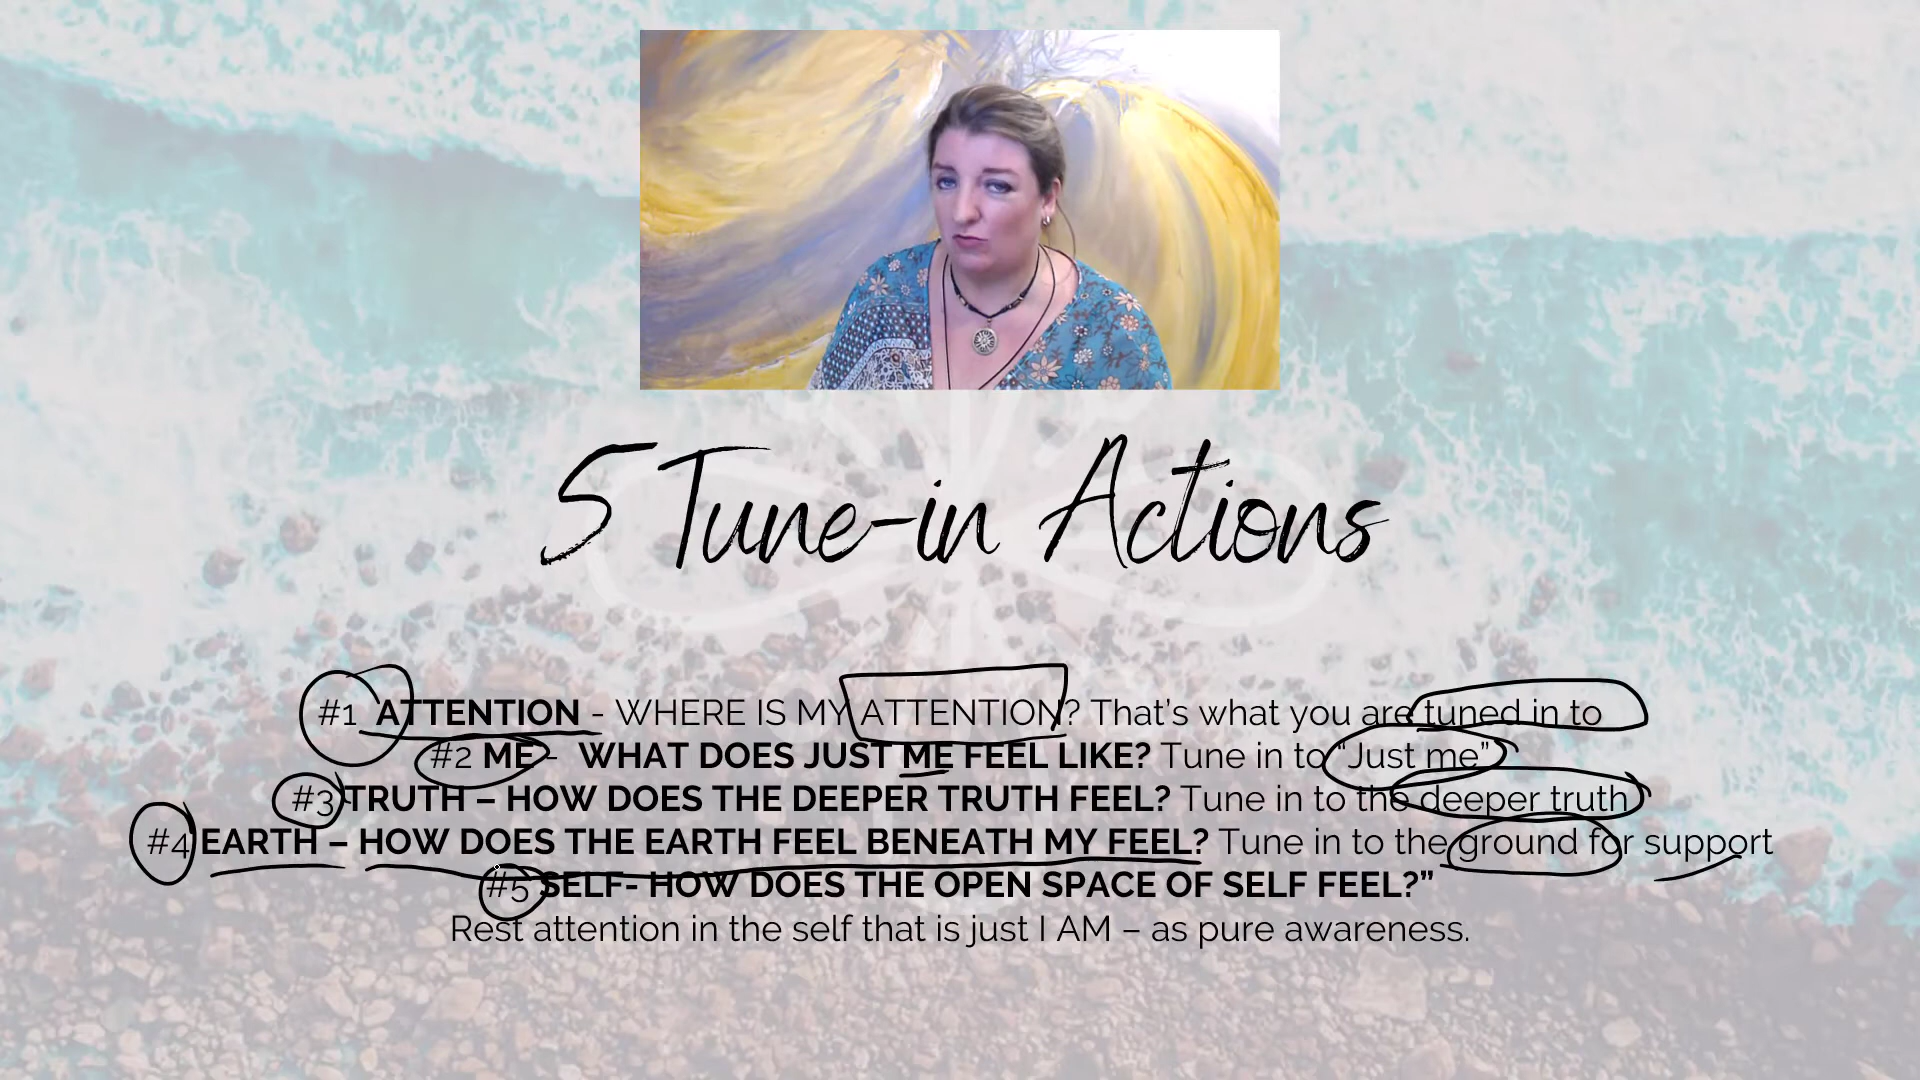 5 Tune-in Actions
#1 ATTENTION - WHERE IS MY ATTENTION? That's what you are tuned in to
#2 ME - WHAT DOES JUST ME FEEL LIKE? Tune in to “Just me”
#3 TRUTH – HOW DOES THE DEEPER TRUTH FEEL? Tune in to the deeper truth
#4 EARTH – HOW DOES THE EARTH FEEL BENEATH MY FEEL? Tune in to the ground for support
#5 SELF- HOW DOES THE OPEN SPACE OF SELF FEEL?”
Rest attention in the self that is just I AM – as pure awareness.